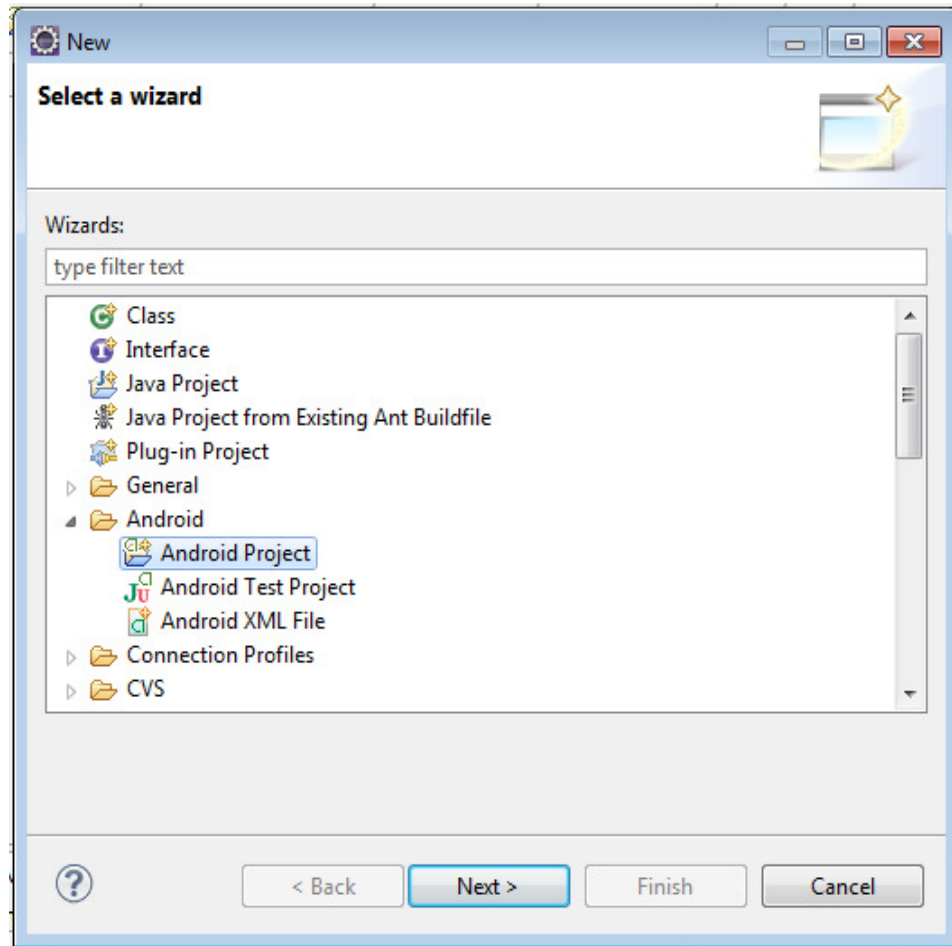 New
Select a wizard
Wizards:
type filter text
Class
Interface
Java Project
Java Project from Existing Ant Buildfile
Plug-in Project
General
Android
Android Project
Android Test Project
Android XML File
Connection Profiles
CVS
< Back Next > Finish Cancel